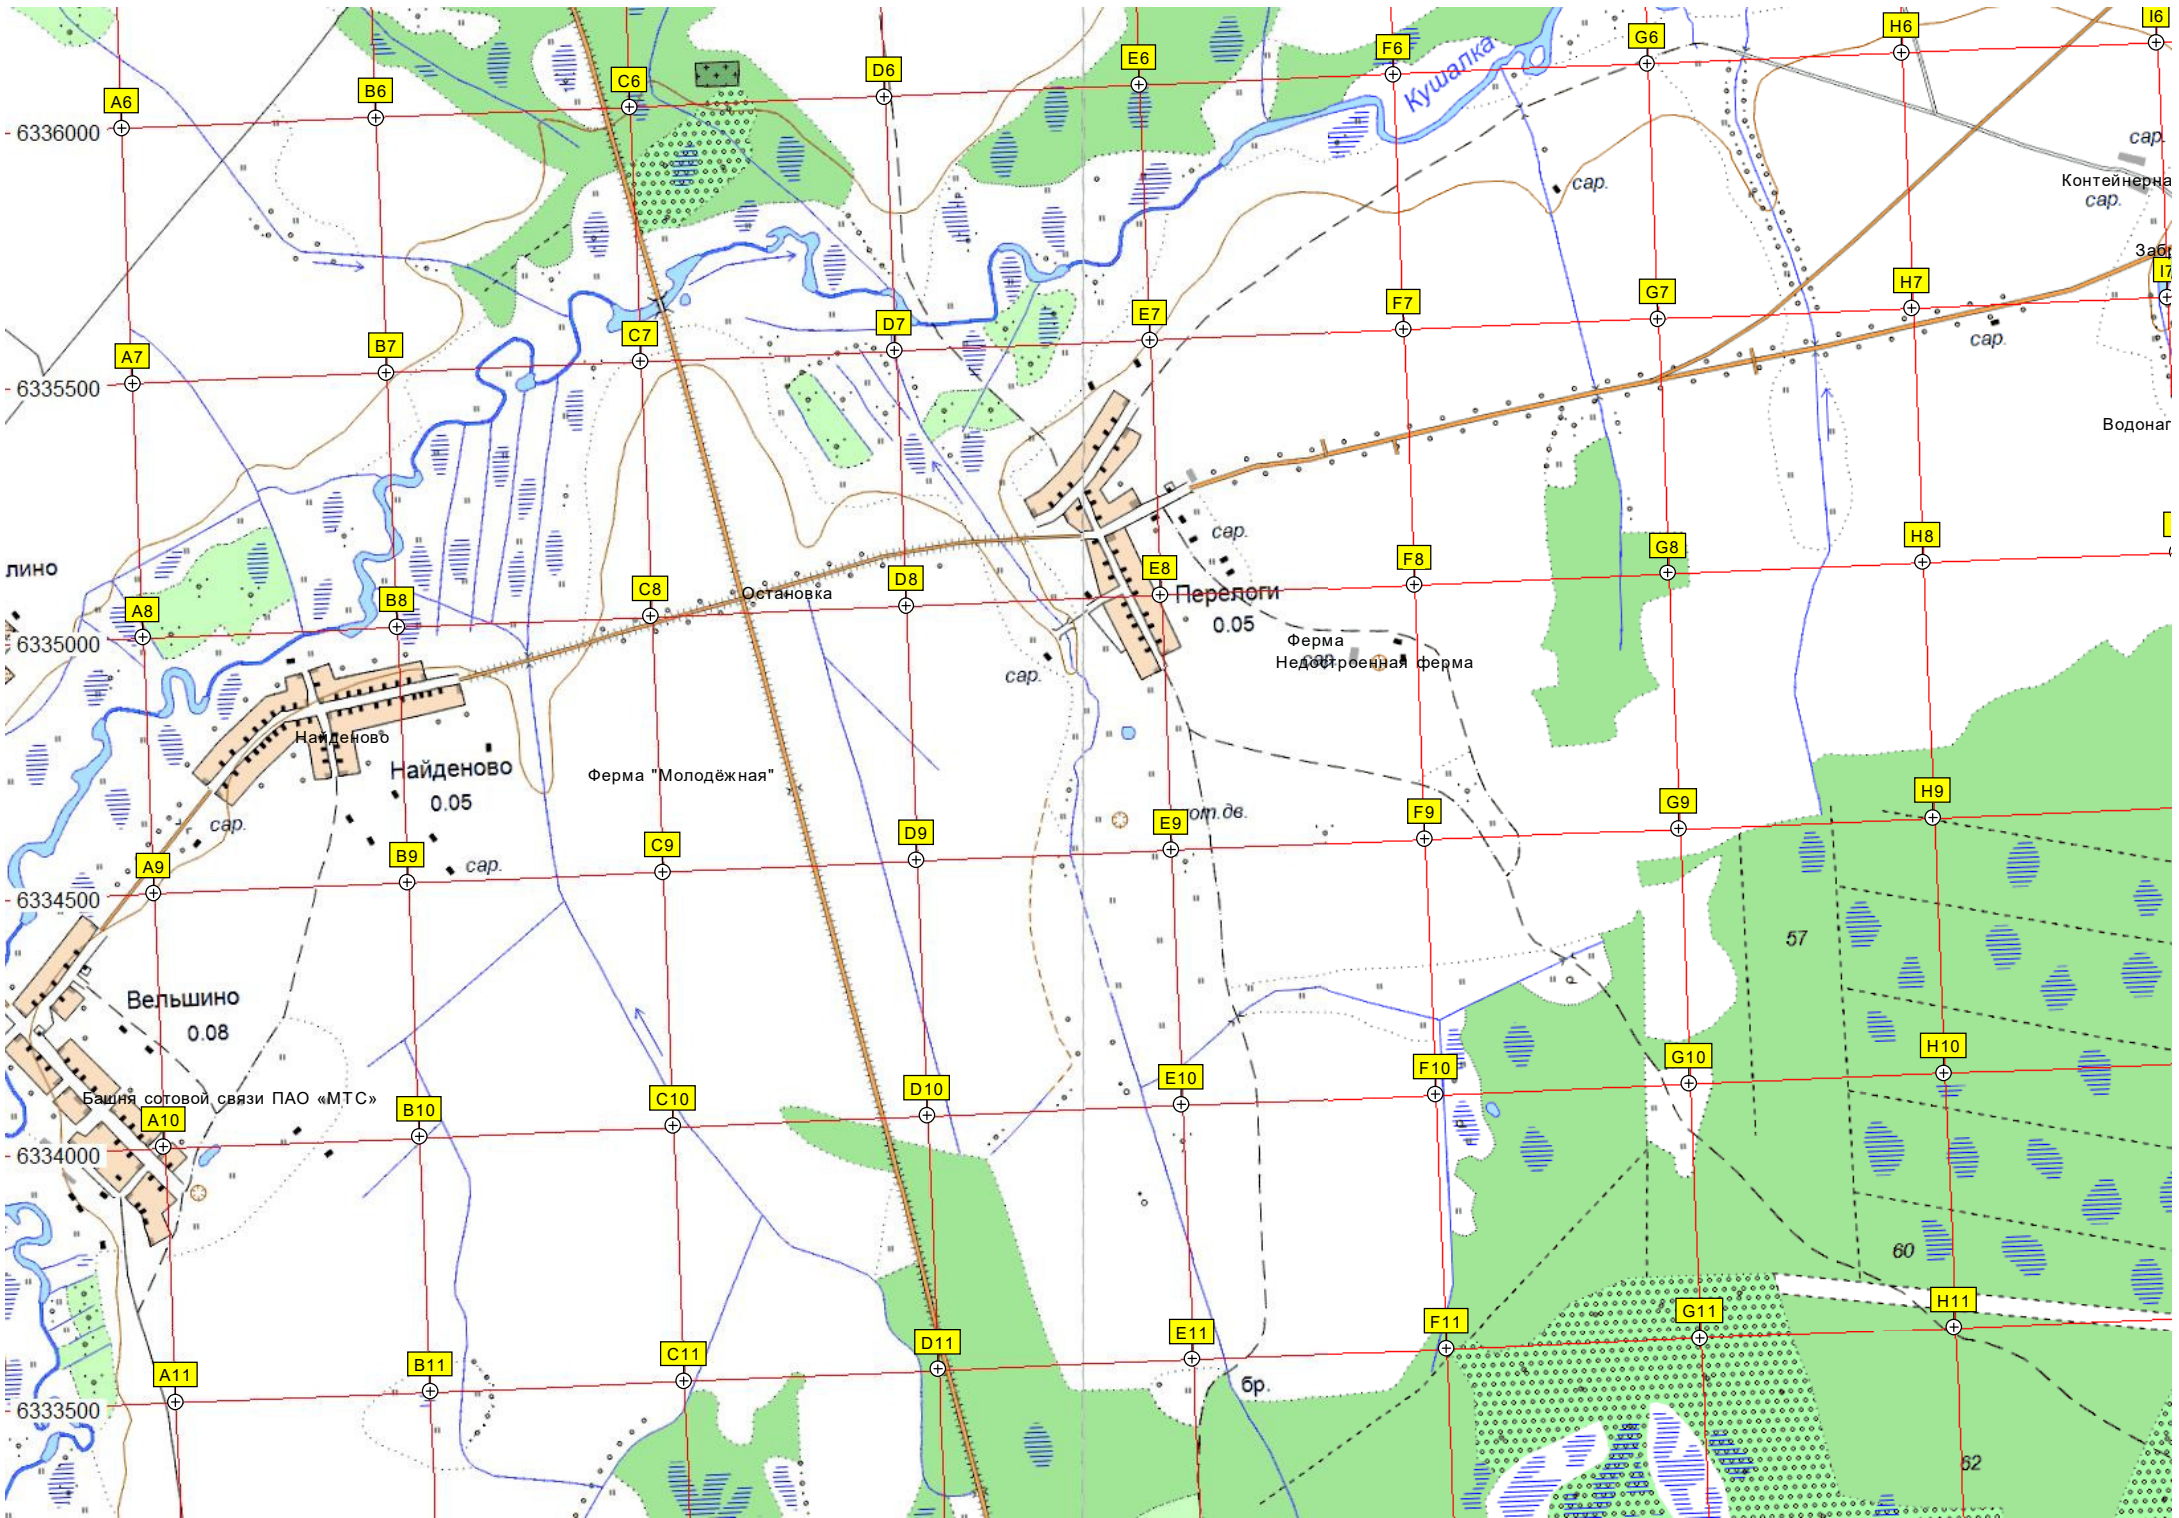 I6
H6
G6
F6
E6
D6
C6
B6
A6
Кушалка
6336000
сар.
сар.
Контейнерна
сар.
Забр
I7
H7
G7
F7
E7
D7
C7
B7
A7
сар.
6335500
Водонап
сар.
H8
G8
F8
E8
D8
C8
B8
A8
лино
Остановка
Перелоги
0.05
6335000
Ферма
сар.
Недостроенная ферма
сар.
Найденово
Найденово
0.05
Ферма "Молодёжная"
H9
G9
F9
E9
D9
C9
B9
A9
от.дв.
сар.
сар.
6334500
57
Вельшино
0.08
H10
G10
F10
E10
D10
C10
B10
A10
Башня сотовой связи ПАО «МТС»
6334000
60
H11
G11
F11
E11
D11
C11
B11
A11
бр.
6333500
62